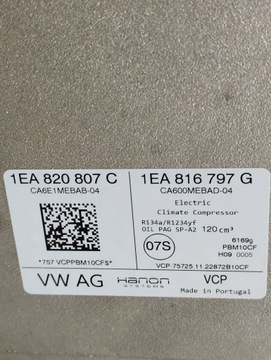 1EA 820 807 C
CA6E1MEBAB-04
1EA 816 797 G
CA600MEBAD-04
Electric
Climate Compressor
R134a/R1234yf
OIL PAG SP-A2 120 cm³
07S
6169g
PBM10CF
H09 0005
*757 VCPPBM10CF5*
VCP-75725.11 22872B10CF
VW AG
Hanon
SYSTEMS
VCP
Made in Portugal